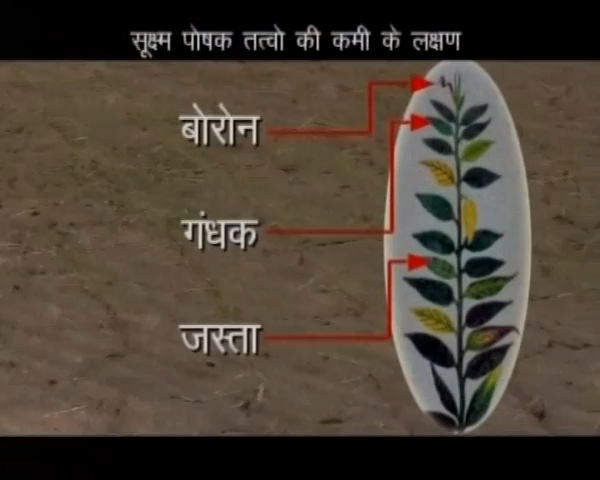 सूक्ष्म पोषक तत्वो की कमी के लक्षण
बोरोन
गंधक
जस्ता